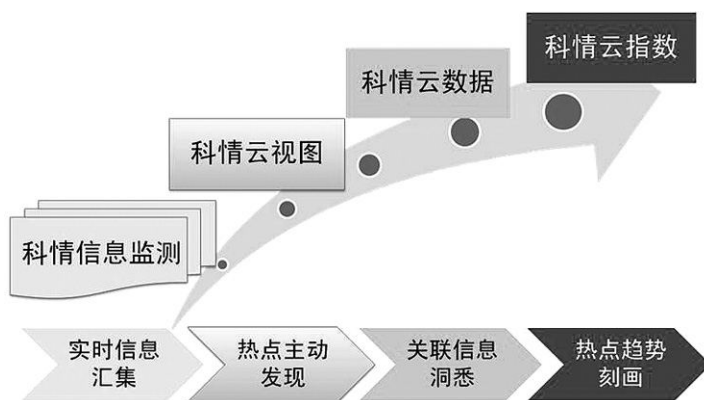 科情云指数
科情云数据
科情云视图
科情信息监测
实时信息
汇集
热点主动
发现
关联信息
洞悉
热点趋势
刻画